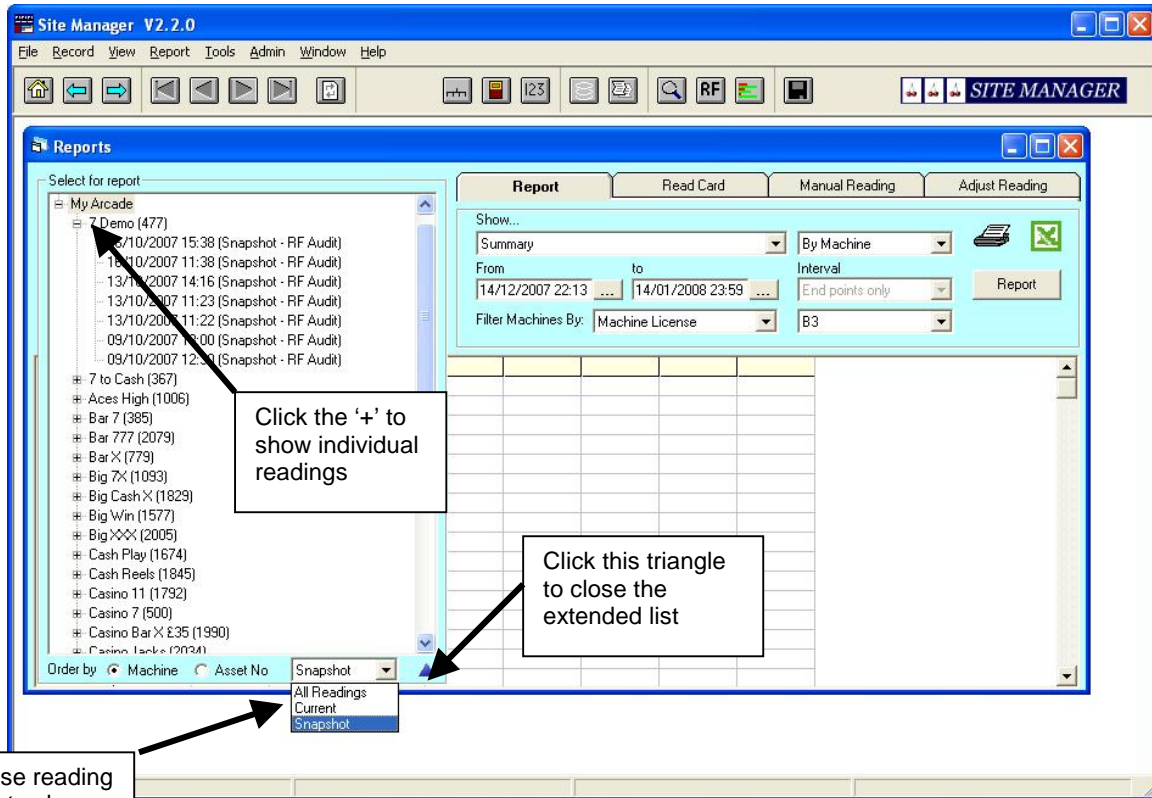 Site Manager V2.2.0
File Record View Report Tools Admin Window Help
123 RF SITE MANAGER
Reports
Select for report
My Arcade
7 Demo (477)
/10/2007 15:38 (Snapshot - RF Audit)
16/10/2007 11:38 (Snapshot - RF Audit)
13/10/2007 14:16 (Snapshot - RF Audit)
13/10/2007 11:23 (Snapshot - RF Audit)
13/10/2007 11:22 (Snapshot - RF Audit)
09/10/2007 :00 (Snapshot - RF Audit)
09/10/2007 12: (Snapshot - RF Audit)
7 to Cash (367)
Aces High (1006)
Bar 7 (385)
Bar 777 (2079)
Bar X (779)
Big 7X (1093)
Big Cash X (1829)
Big Win (1577)
Big XXX (2005)
Cash Play (1674)
Cash Reels (1845)
Casino 11 (1792)
Casino 7 (500)
Casino Bar X £35 (1990)
Casino Jacks (2034)
Order by Machine Asset No Snapshot
All Readings
Current
Snapshot
Report Read Card Manual Reading Adjust Reading
Show...
Summary By Machine
From to Interval
14/12/2007 22:13 ... 14/01/2008 23:59 ... End points only Report
Filter Machines By: Machine License B3
Click the ‘+’ to
show individual
readings
Click this triangle
to close the
extended list
se reading